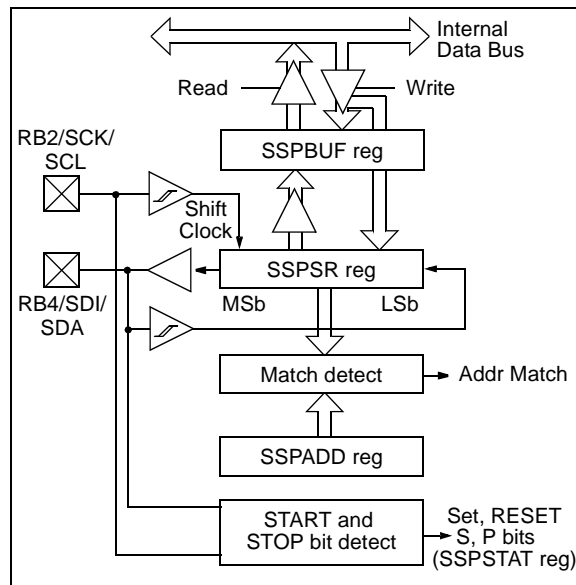 Internal
Data Bus
Read
Write
SSPBUF reg
RB2/SCK/
SCL
Shift
Clock
SSPSR reg
MSb
LSb
RB4/SDI/
SDA
Match detect
Addr Match
SSPADD reg
START and
STOP bit detect
Set, RESET
S, P bits
(SSPSTAT reg)